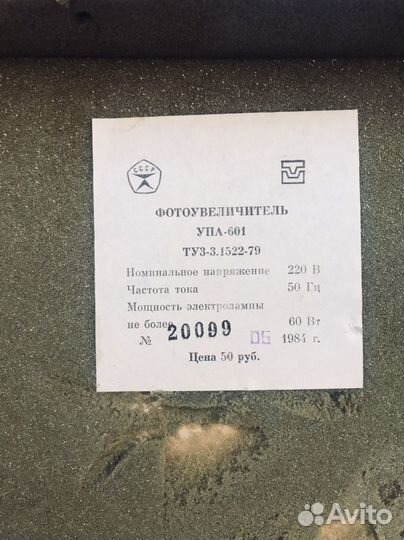 СССР
ФОТОУВЕЛИЧИТЕЛЬ
УПА-601
ТУ3-3.1522-79
Номинальное напряжение 220 В
Частота тока 50 Гц
Мощность электролампы
не более 60 Вт
№ 20099 05 1984 г.
Цена 50 руб.
Avito